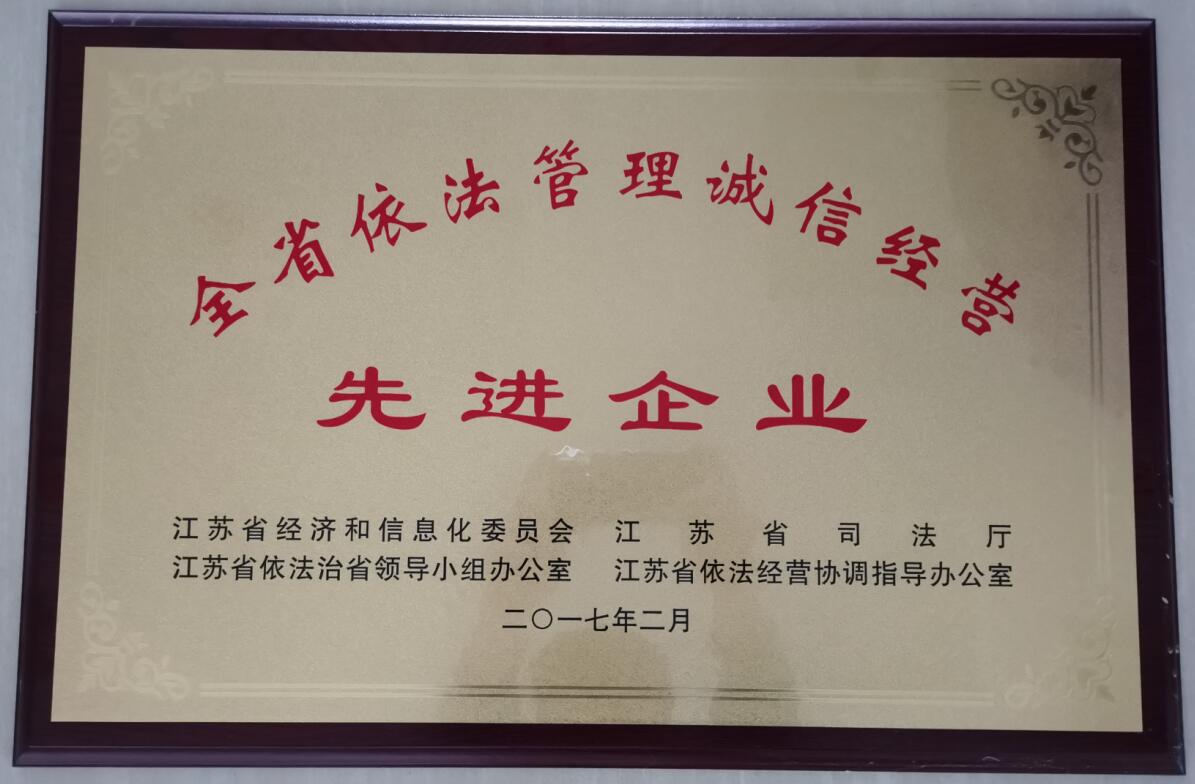 全省依法管理诚信经营
先进企业
江苏省经济和信息化委员会 江苏省司法厅
江苏省依法治省领导小组办公室 江苏省依法经营协调指导办公室
二〇一七年二月